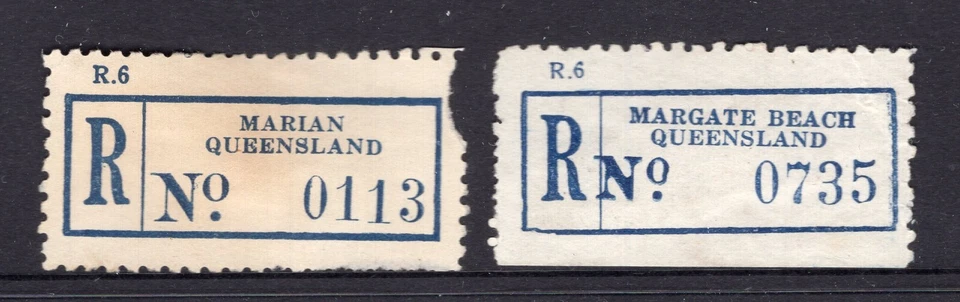 R.6
R
MARIAN
QUEENSLAND
Nº. 0113
R.6
R
MARGATE BEACH
QUEENSLAND
Nº. 0735